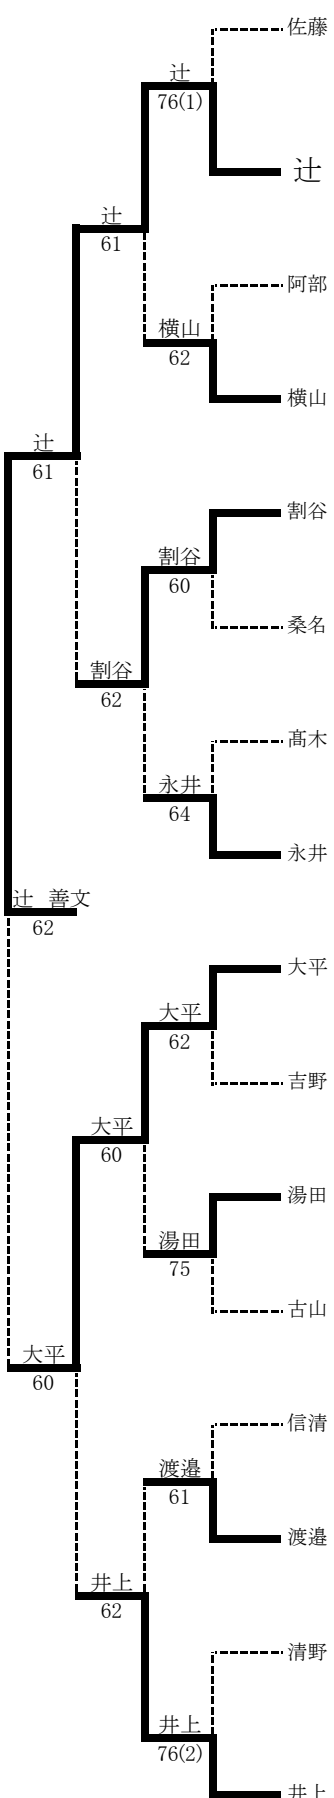 佐藤
辻
76(1)
辻
辻
61
阿部
横山
62
横山
辻
61
割谷
割谷
60
桑名
割谷
62
髙木
永井
64
永井
辻 善文
62
大平
大平
62
吉野
大平
60
湯田
湯田
75
古山
大平
60
信清
渡邉
61
渡邉
井上
62
清野
井上
76(2)
井上